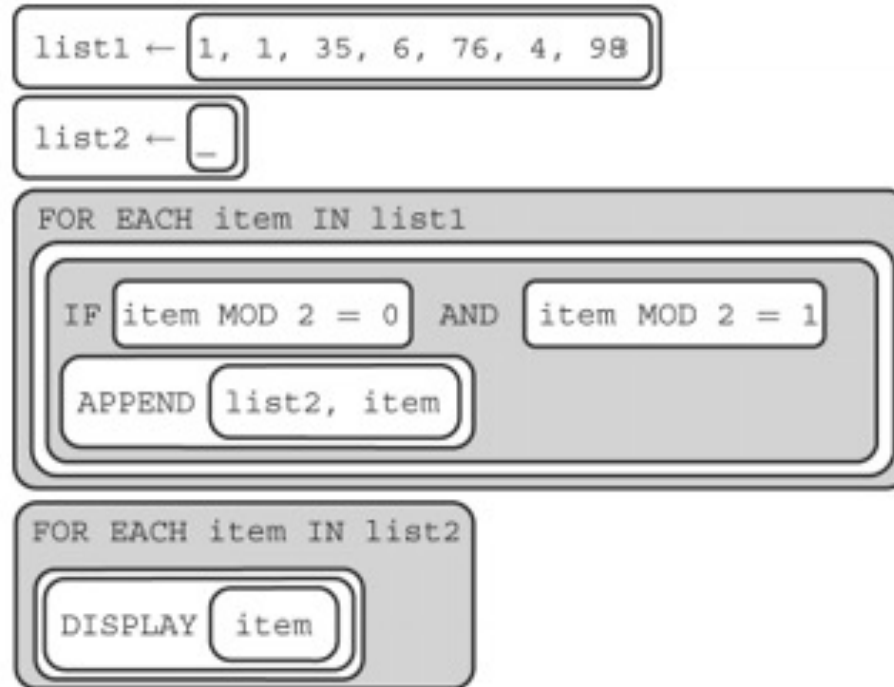 list1 ← 1, 1, 35, 6, 76, 4, 98
list2 ← _
FOR EACH item IN list1
IF item MOD 2 = 0 AND item MOD 2 = 1
APPEND list2, item
FOR EACH item IN list2
DISPLAY item